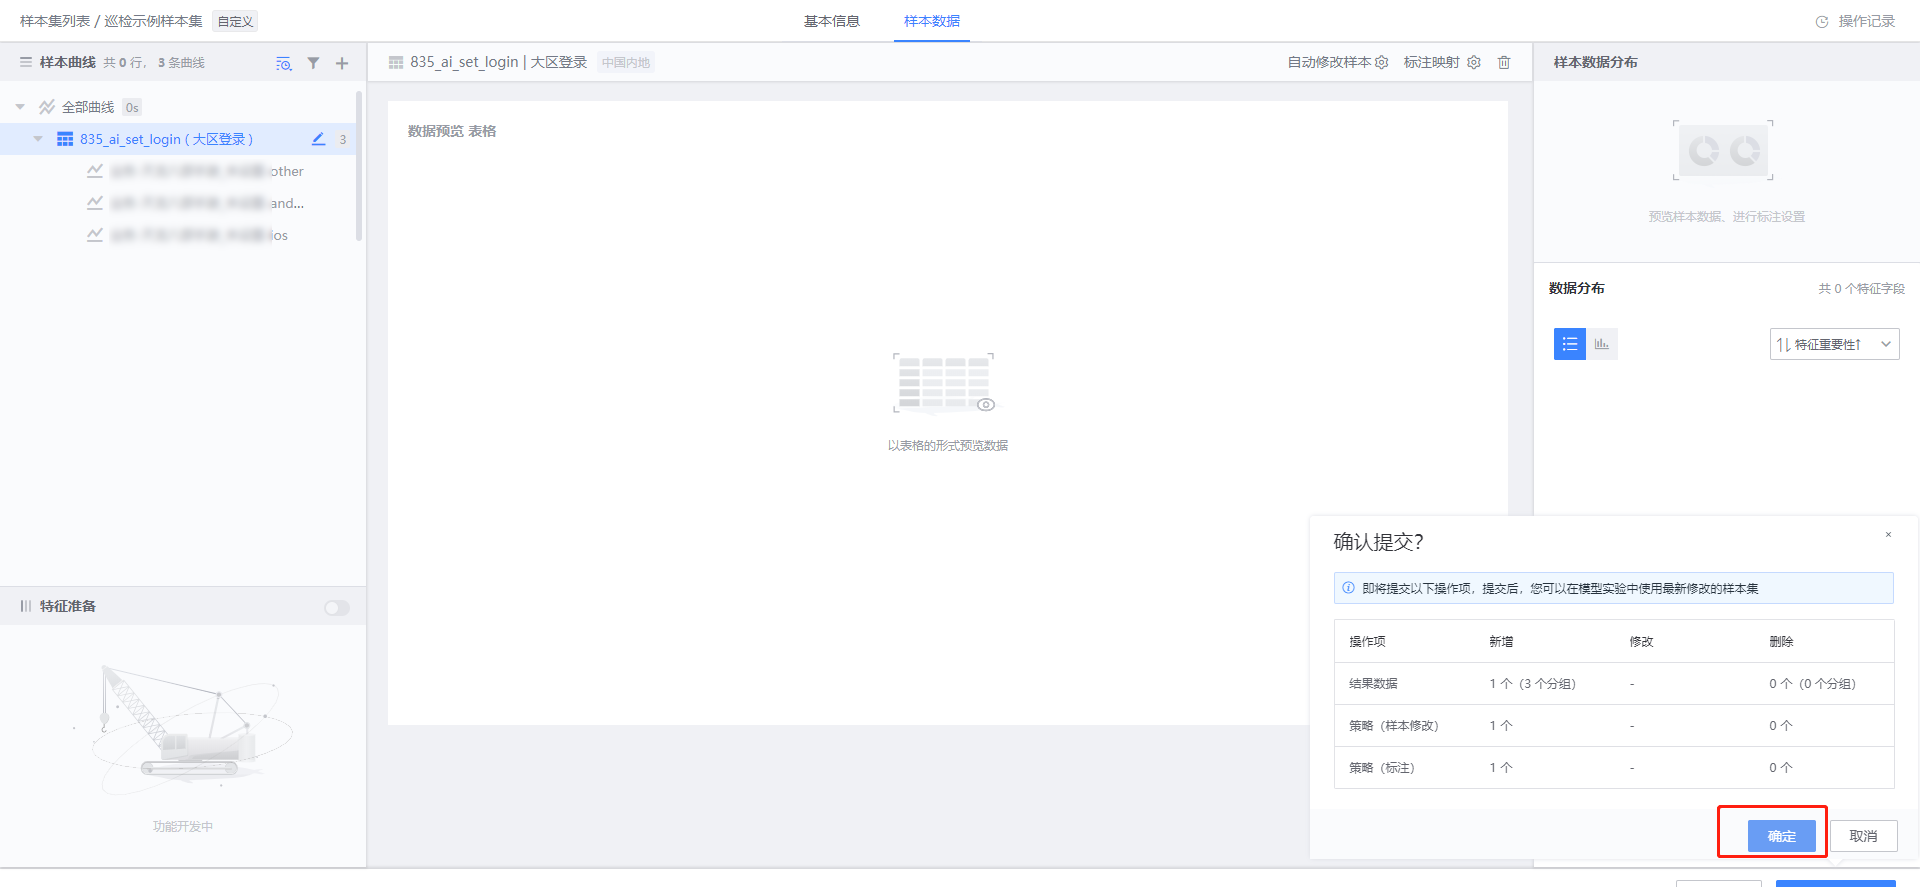 样本集列表 / 巡检示例样本集 自定义
基本信息
样本数据
操作记录
样本曲线 共 0 行， 3 条曲线
全部曲线 0s
835_ai_set_login ( 大区登录 ) 3
other
and...
ios
特征准备
功能开发中
835_ai_set_login | 大区登录 中国内地
自动修改样本
标注映射
数据预览 表格
以表格的形式预览数据
样本数据分布
预览样本数据、进行标注设置
数据分布
共 0 个特征字段
特征重要性↑
确认提交?
×
即将提交以下操作项，提交后，您可以在模型实验中使用最新修改的样本集
操作项 新增 修改 删除
结果数据 1 个（3 个分组） - 0 个（0 个分组）
策略（样本修改） 1 个 - 0 个
策略（标注） 1 个 - 0 个
确定
取消